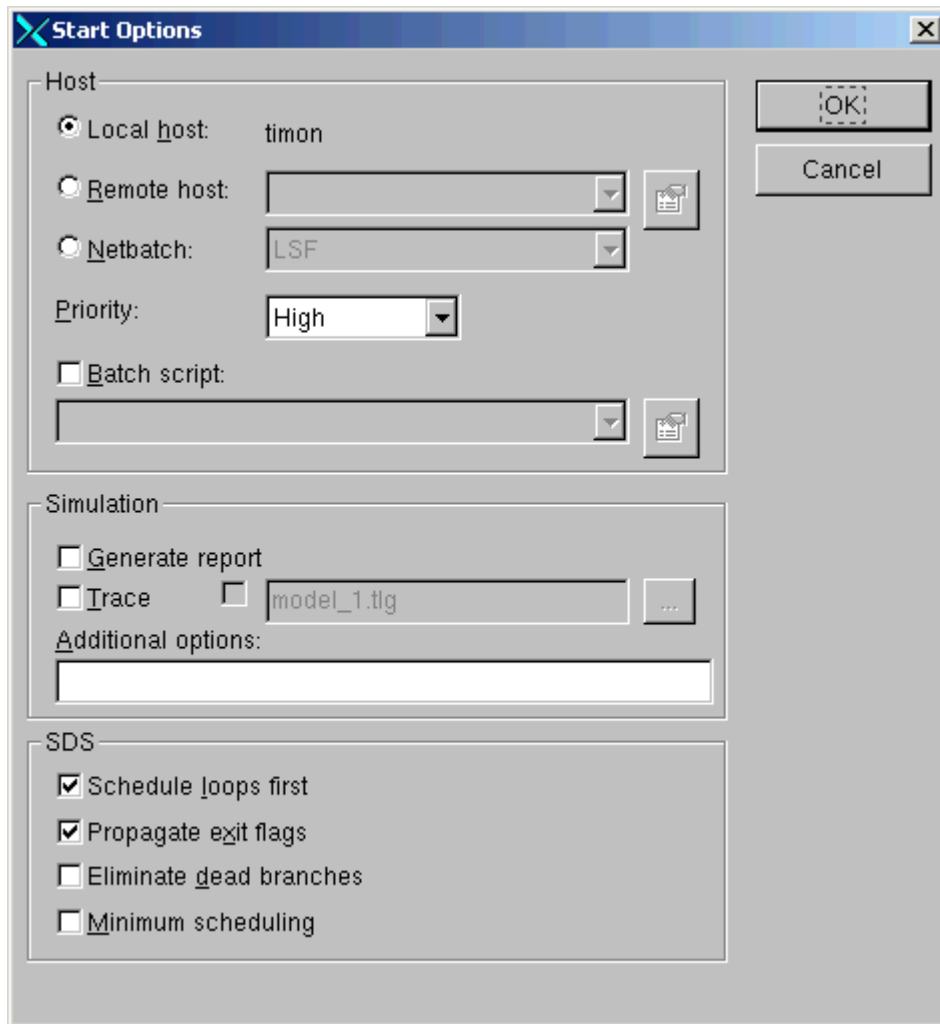 Start Options
Host
Local host: timon
Remote host:
Netbatch: LSF
Priority: High
Batch script:
OK
Cancel
Simulation
Generate report
Trace model_1.tlg ...
Additional options:
SDS
Schedule loops first
Propagate exit flags
Eliminate dead branches
Minimum scheduling